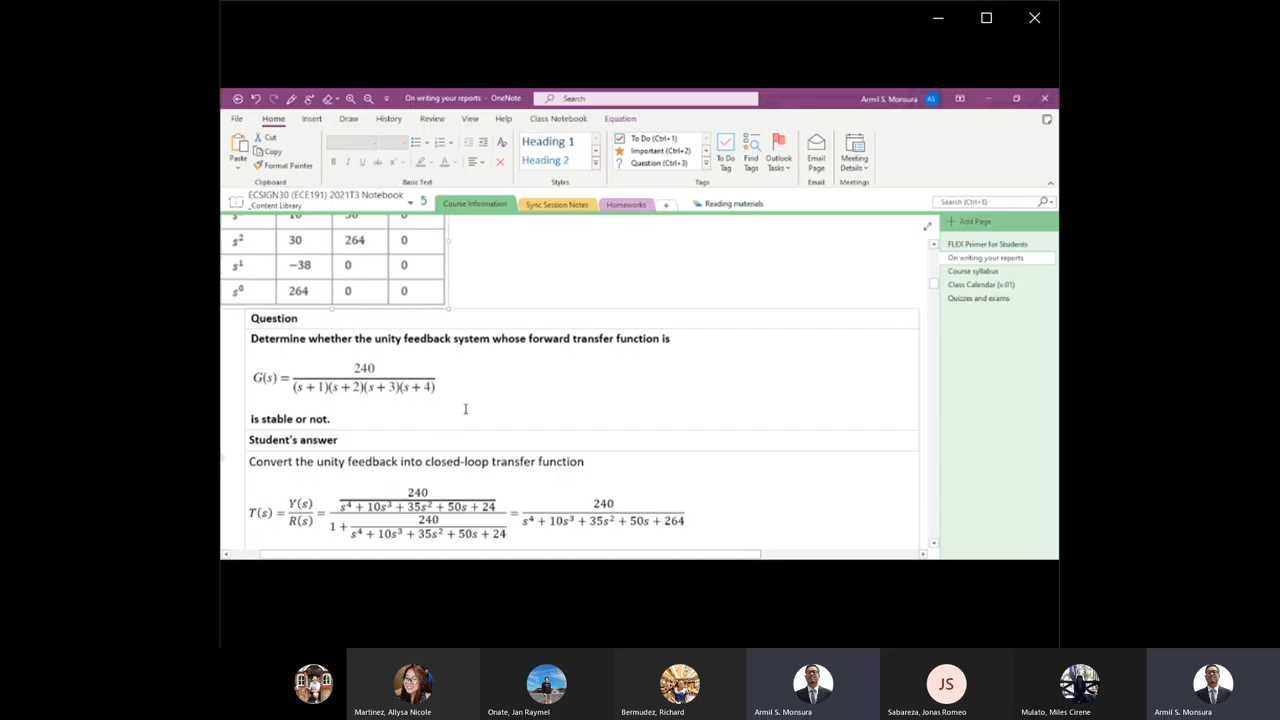 On writing your reports - OneNote
Search
Armil S. Monsura
AS
File Home Insert Draw History Review View Help Class Notebook Equation
Paste
Cut
Copy
Format Painter
Clipboard
B I U ab x
A
Basic Text
Heading 1
Heading 2
Styles
To Do (Ctrl+1)
Important (Ctrl+2)
? Question (Ctrl+3)
To Do Tag
Find Tags
Outlook Tasks
Tags
Email Page
Email
Meeting Details
Meetings
ECSIGN30 (ECE191) 2021T3 Notebook
_Content Library
Course Information
Sync Session Notes
Homeworks
+
Reading materials
Search (Ctrl+E)
Add Page
FLEX Primer for Students
On writing your reports
Course syllabus
Class Calendar (v.01)
Quizzes and exams
s² 30 264 0
s¹ −38 0 0
s⁰ 264 0 0
Question
Determine whether the unity feedback system whose forward transfer function is
G(s) = 240 / (s + 1)(s + 2)(s + 3)(s + 4)
is stable or not.
Student's answer
Convert the unity feedback into closed-loop transfer function
T(s) = Y(s) / R(s) = (240 / s⁴ + 10s³ + 35s² + 50s + 24) / (1 + 240 / s⁴ + 10s³ + 35s² + 50s + 24) = 240 / s⁴ + 10s³ + 35s² + 50s + 264
Martinez, Allysa Nicole
Onate, Jan Raymel
Bermudez, Richard
Armil S. Monsura
JS
Sabareza, Jonas Romeo
Mulato, Miles Cirene
Armil S. Monsura